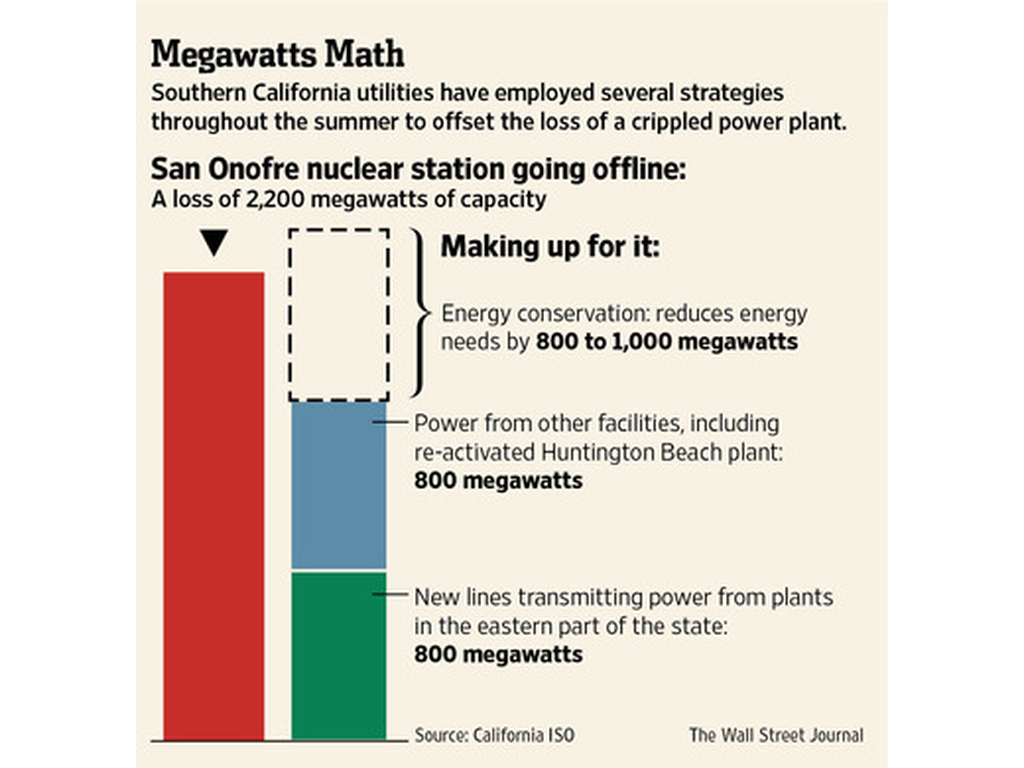 Megawatts Math
Southern California utilities have employed several strategies
throughout the summer to offset the loss of a crippled power plant.
San Onofre nuclear station going offline:
A loss of 2,200 megawatts of capacity
Making up for it:
Energy conservation: reduces energy
needs by 800 to 1,000 megawatts
Power from other facilities, including
re-activated Huntington Beach plant:
800 megawatts
New lines transmitting power from plants
in the eastern part of the state:
800 megawatts
Source: California ISO
The Wall Street Journal